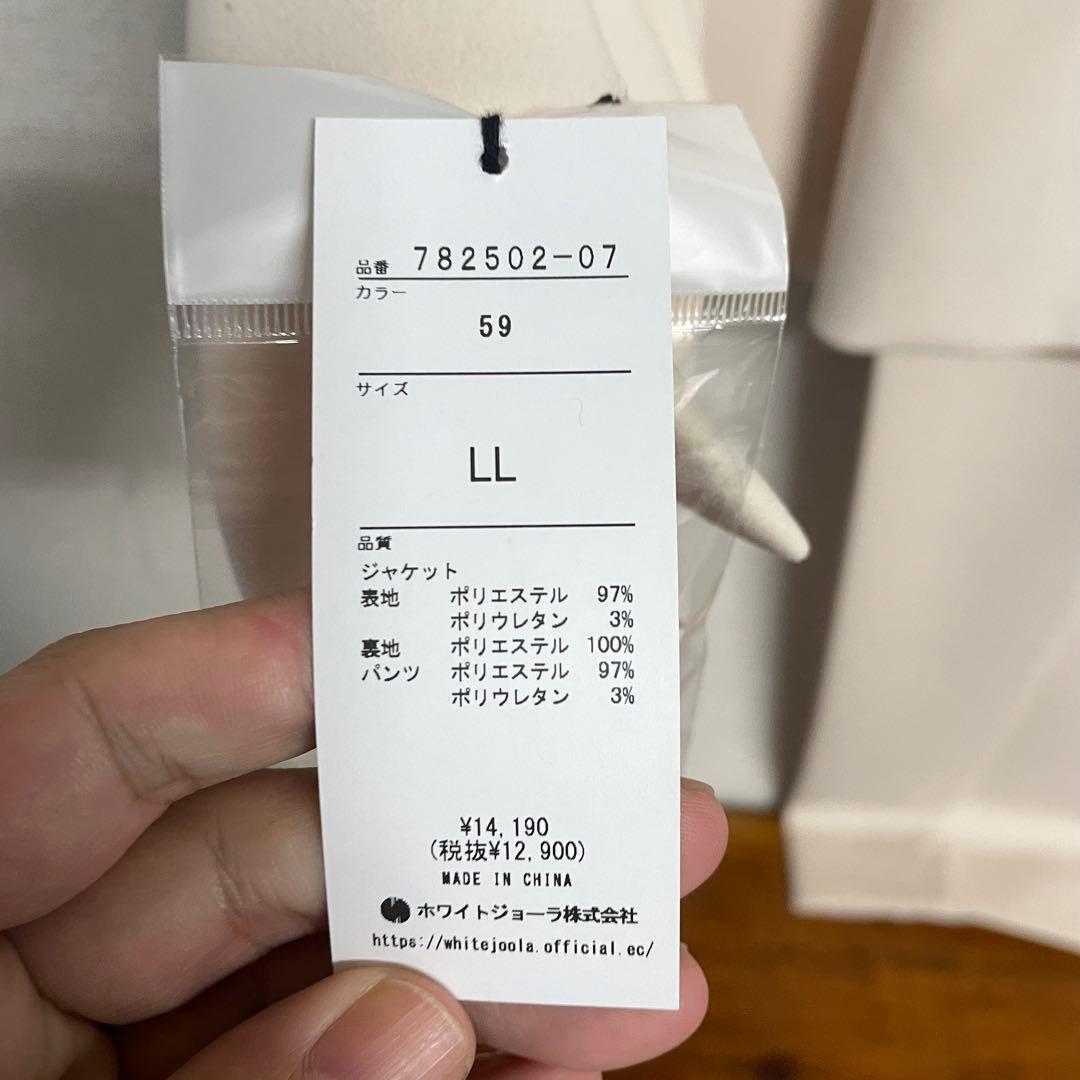 品番 782502-07
カラー
59
サイズ
LL
品質
ジャケット
表地 ポリエステル 97%
ポリウレタン 3%
裏地 ポリエステル 100%
パンツ ポリエステル 97%
ポリウレタン 3%
¥14,190
(税抜¥12,900)
MADE IN CHINA
ホワイトジョーラ株式会社
https://whitejoola.official.ec/